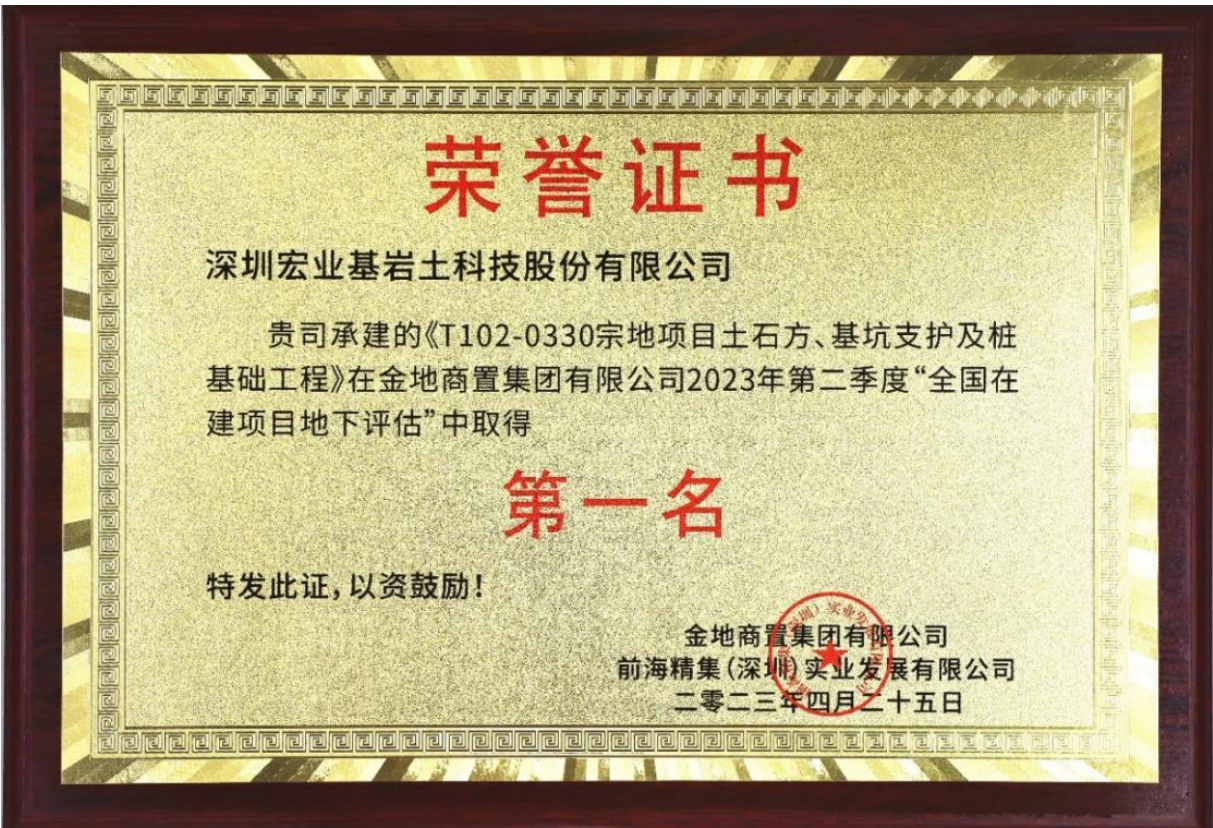 荣誉证书
深圳宏业基岩土科技股份有限公司
贵司承建的《T102-0330宗地项目土石方、基坑支护及桩
基础工程》在金地商置集团有限公司2023年第二季度“全国在
建项目地下评估”中取得
第一名
特发此证,以资鼓励!
金地商置集团有限公司
前海精集(深圳)实业发展有限公司
二零二三年四月二十五日